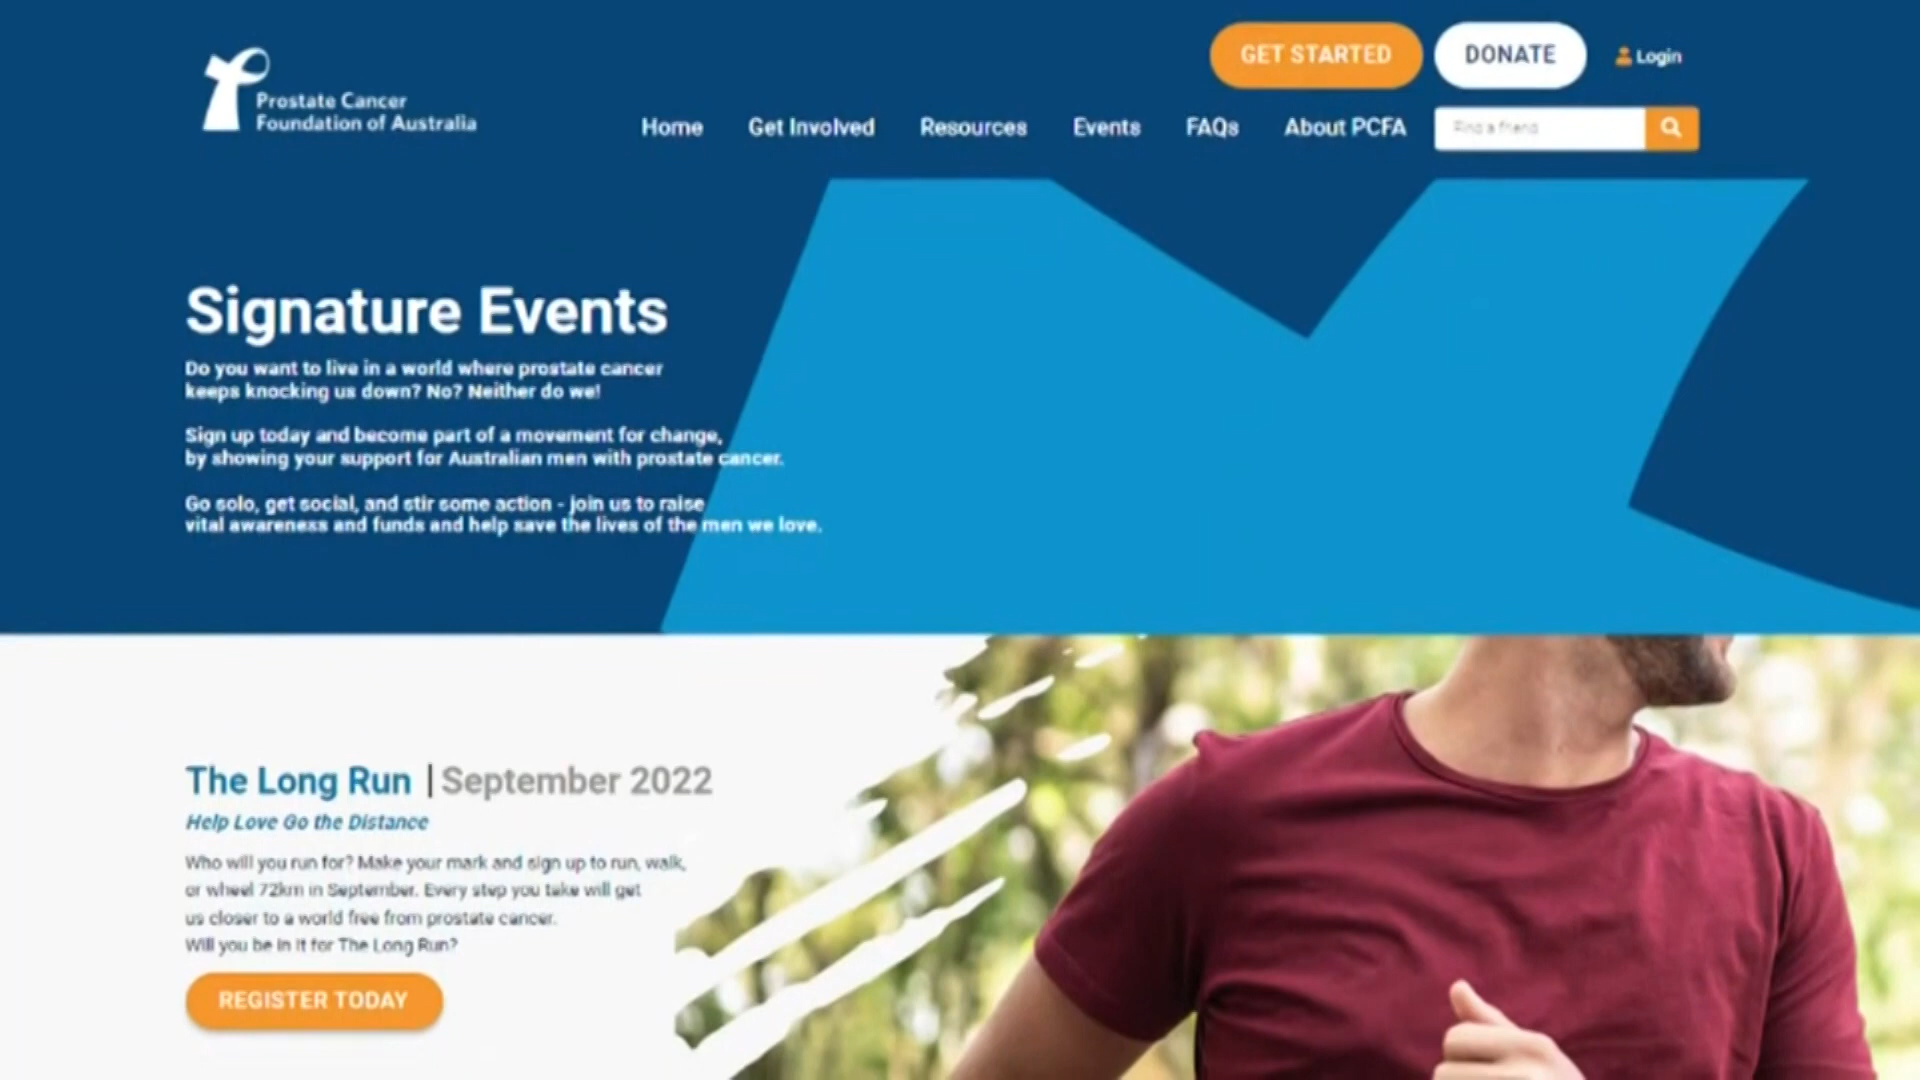 GET STARTED
DONATE
Login
Prostate Cancer
Foundation of Australia
Home
Get Involved
Resources
Events
FAQs
About PCFA
Find a friend
Signature Events
Do you want to live in a world where prostate cancer
keeps knocking us down? No? Neither do we!
Sign up today and become part of a movement for change,
by showing your support for Australian men with prostate cancer.
Go solo, get social, and stir some action - join us to raise
vital awareness and funds and help save the lives of the men we love.
The Long Run | September 2022
Help Love Go the Distance
Who will you run for? Make your mark and sign up to run, walk,
or wheel 72km in September. Every step you take will get
us closer to a world free from prostate cancer.
Will you be in it for The Long Run?
REGISTER TODAY